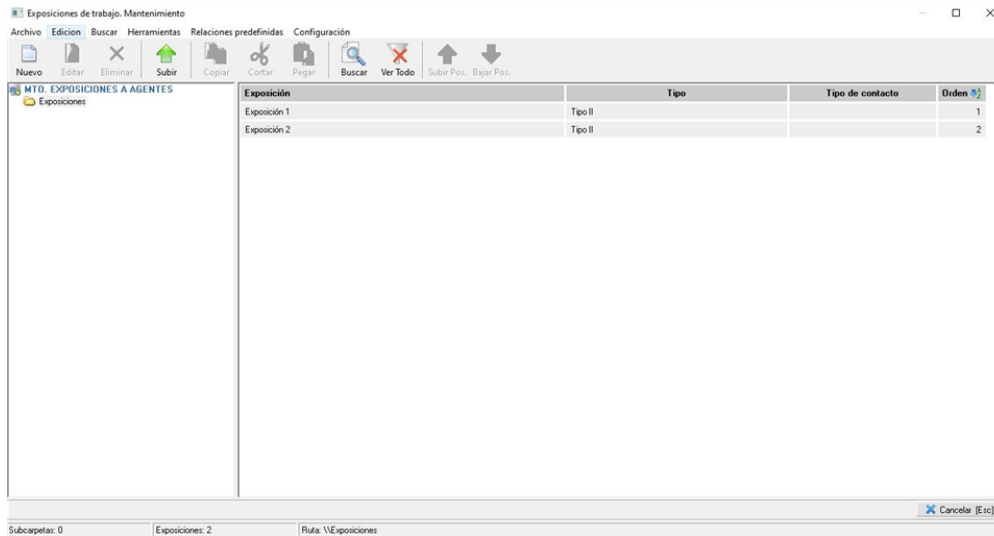 Exposiciones de trabajo. Mantenimiento
Archivo Edicion Buscar Herramientas Relaciones predefinidas Configuración
Nuevo Editar Eliminar Subir Copiar Cortar Pegar Buscar Ver Todo Subir Pos. Bajar Pos.
MTO. EXPOSICIONES A AGENTES
Exposiciones
Exposición Tipo Tipo de contacto Orden
Exposición 1 Tipo II 1
Exposición 2 Tipo II 2
Cancelar [Esc]
Subcarpetas: 0 Exposiciones: 2 Ruta: \\Exposiciones